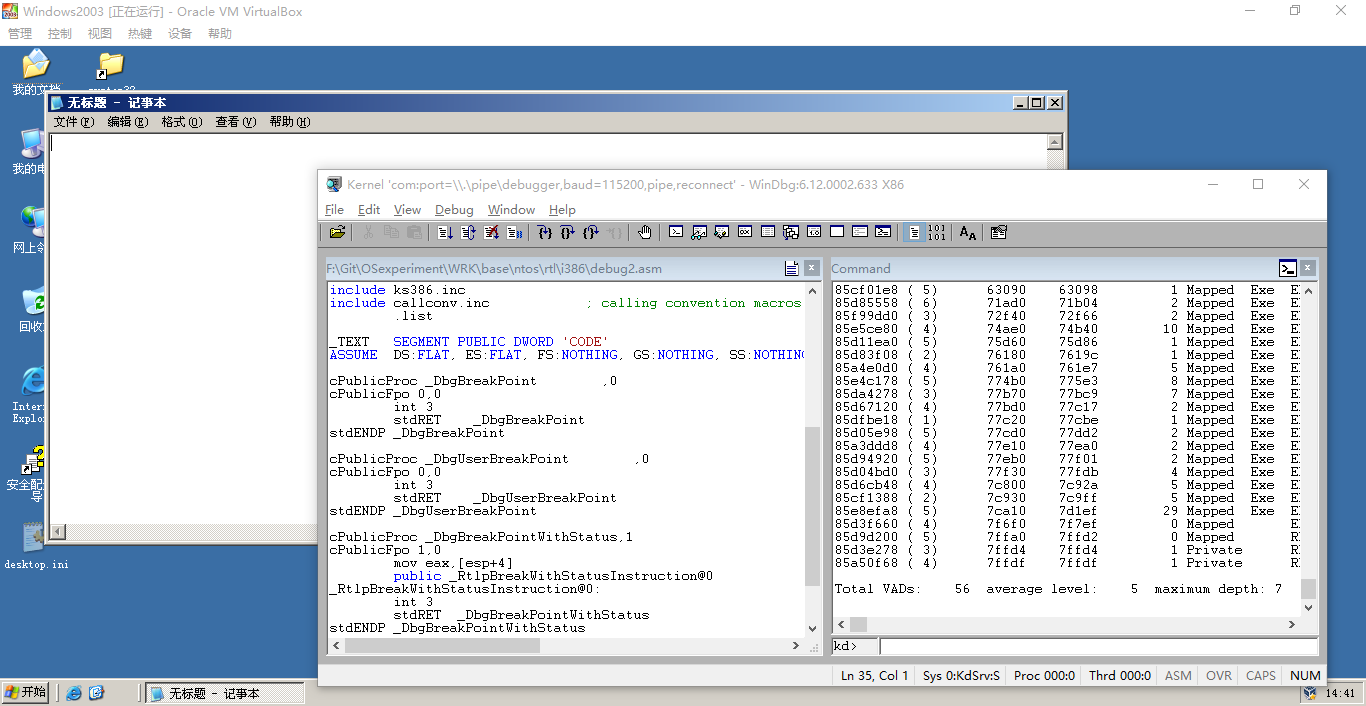 Windows2003 [正在运行] - Oracle VM VirtualBox
管理 控制 视图 热键 设备 帮助
我的文档
无标题 - 记事本
文件(F) 编辑(E) 格式(O) 查看(V) 帮助(H)
我的电
网上令
回收
Inter
Explo
安全配
导
desktop.ini
Kernel 'com:port=\\.\pipe\debugger,baud=115200,pipe,reconnect' - WinDbg:6.12.0002.633 X86
File Edit View Debug Window Help
F:\Git\OSexperiment\WRK\base\ntos\rtl\i386\debug2.asm
include ks386.inc
include callconv.inc ; calling convention macros
.list
_TEXT SEGMENT PUBLIC DWORD 'CODE'
ASSUME DS:FLAT, ES:FLAT, FS:NOTHING, GS:NOTHING, SS:NOTHING
cPublicProc _DbgBreakPoint ,0
cPublicFpo 0,0
int 3
stdRET _DbgBreakPoint
stdENDP _DbgBreakPoint
cPublicProc _DbgUserBreakPoint ,0
cPublicFpo 0,0
int 3
stdRET _DbgUserBreakPoint
stdENDP _DbgUserBreakPoint
cPublicProc _DbgBreakPointWithStatus,1
cPublicFpo 1,0
mov eax,[esp+4]
public _RtlpBreakWithStatusInstruction@0
_RtlpBreakWithStatusInstruction@0:
int 3
stdRET _DbgBreakPointWithStatus
stdENDP _DbgBreakPointWithStatus
Command
85cf01e8 ( 5) 63090 63098 1 Mapped Exe E
85d85558 ( 6) 71ad0 71b04 2 Mapped Exe E
85f99dd0 ( 3) 72f40 72f66 2 Mapped Exe E
85e5ce80 ( 4) 74ae0 74b40 10 Mapped Exe E
85d11ea0 ( 5) 75d60 75d86 1 Mapped Exe E
85d83f08 ( 2) 76180 7619c 1 Mapped Exe E
85a4e0d0 ( 4) 761a0 761e7 5 Mapped Exe E
85e4c178 ( 5) 774b0 775e3 8 Mapped Exe E
85da4278 ( 3) 77b70 77bc9 7 Mapped Exe E
85d67120 ( 4) 77bd0 77c17 2 Mapped Exe E
85dfbe18 ( 1) 77c20 77cbe 1 Mapped Exe E
85d05e98 ( 5) 77cd0 77dd2 2 Mapped Exe E
85a3ddd8 ( 4) 77e10 77ea0 2 Mapped Exe E
85d94920 ( 5) 77eb0 77f01 2 Mapped Exe E
85d04bd0 ( 3) 77f30 77fdb 4 Mapped Exe E
85d6cb48 ( 4) 7c800 7c92a 5 Mapped Exe E
85cf1388 ( 2) 7c930 7c9ff 5 Mapped Exe E
85e8efa8 ( 5) 7ca10 7d1ef 29 Mapped Exe E
85d3f660 ( 4) 7f6f0 7f7ef 0 Mapped E
85d9d200 ( 5) 7ffa0 7ffd2 0 Mapped R
85d3e278 ( 3) 7ffd4 7ffd4 1 Private R
85a50f68 ( 4) 7ffdf 7ffdf 1 Private R
Total VADs: 56 average level: 5 maximum depth: 7
kd>
Ln 35, Col 1 Sys 0:KdSrv:S Proc 000:0 Thrd 000:0 ASM OVR CAPS NUM
开始 无标题 - 记事本 14:41